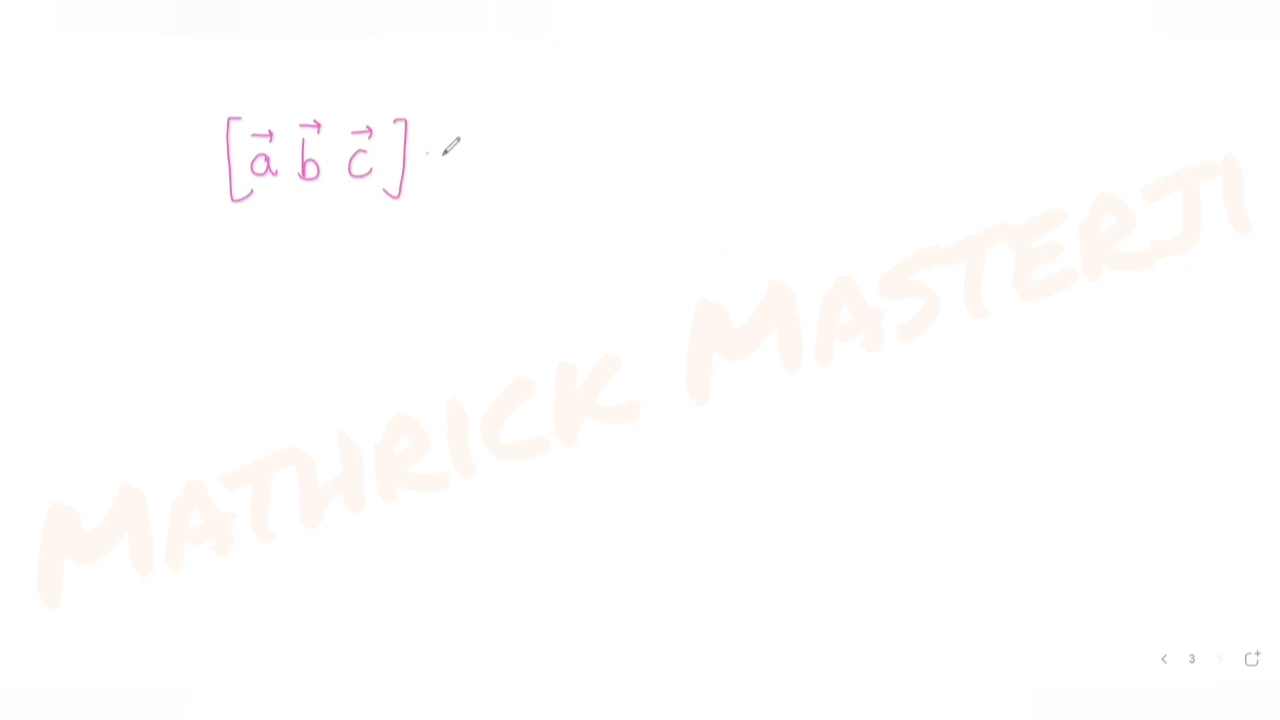 [a⃗ b⃗ c⃗]
MATHRICK MASTERJI
< 3 >